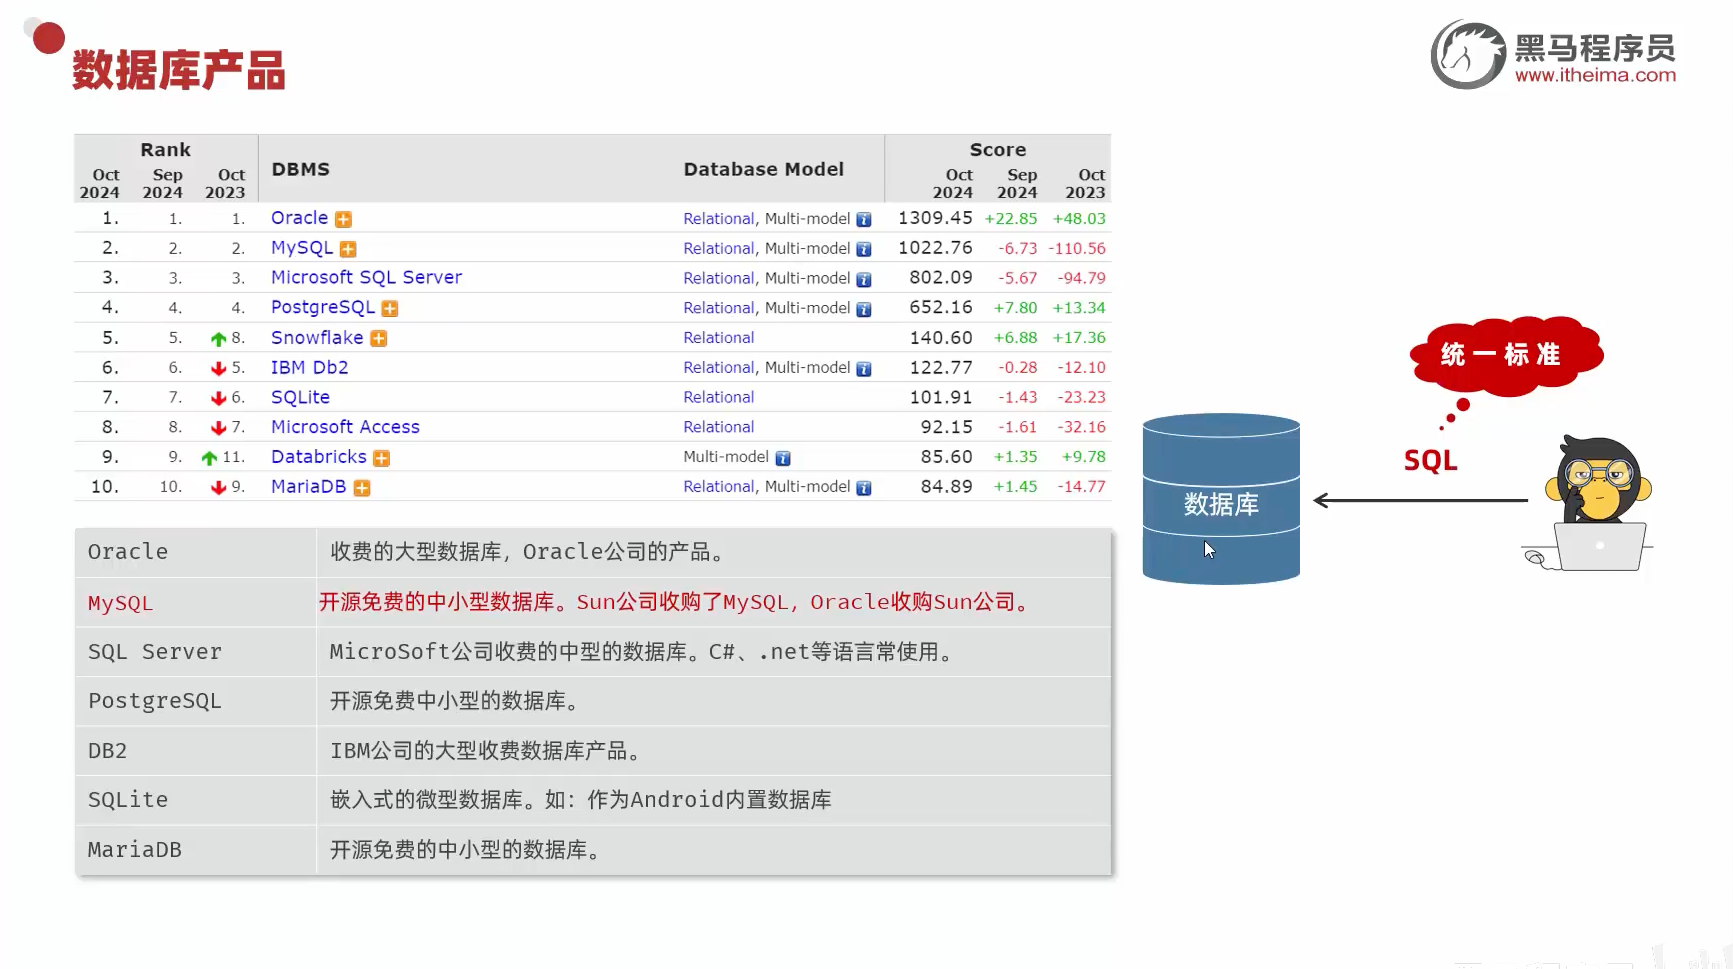 数据库产品
黑马程序员
www.itheima.com
Rank Score
Oct Sep Oct DBMS Database Model Oct Sep Oct
2024 2024 2023 2024 2024 2023
1. 1. 1. Oracle Relational, Multi-model 1309.45 +22.85 +48.03
2. 2. 2. MySQL Relational, Multi-model 1022.76 -6.73 -110.56
3. 3. 3. Microsoft SQL Server Relational, Multi-model 802.09 -5.67 -94.79
4. 4. 4. PostgreSQL Relational, Multi-model 652.16 +7.80 +13.34
5. 5. 8. Snowflake Relational 140.60 +6.88 +17.36
6. 6. 5. IBM Db2 Relational, Multi-model 122.77 -0.28 -12.10
7. 7. 6. SQLite Relational 101.91 -1.43 -23.23
8. 8. 7. Microsoft Access Relational 92.15 -1.61 -32.16
9. 9. 11. Databricks Multi-model 85.60 +1.35 +9.78
10. 10. 9. MariaDB Relational, Multi-model 84.89 +1.45 -14.77
Oracle 收费的大型数据库，Oracle公司的产品。
MySQL 开源免费的中小型数据库。Sun公司收购了MySQL，Oracle收购Sun公司。
SQL Server MicroSoft公司收费的中型的数据库。C#、.net等语言常使用。
PostgreSQL 开源免费中小型的数据库。
DB2 IBM公司的大型收费数据库产品。
SQLite 嵌入式的微型数据库。如：作为Android内置数据库
MariaDB 开源免费的中小型的数据库。
统一标准
SQL
数据库